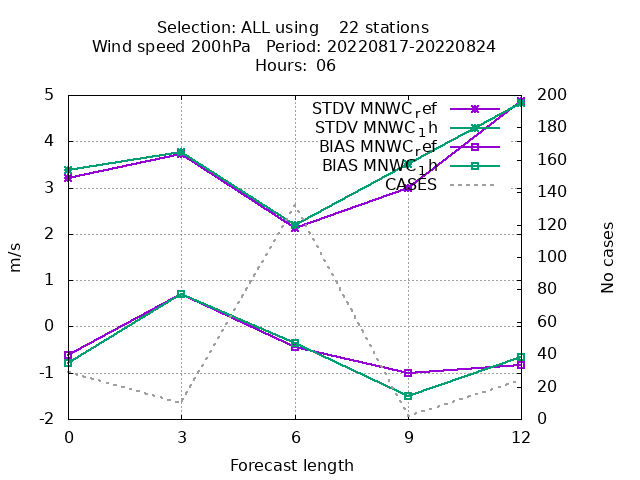 Selection: ALL using    22 stations
Wind speed 200hPa   Period: 20220817-20220824
Hours:  06
STDV MNWC_ref
STDV MNWC_1h
BIAS MNWC_ref
BIAS MNWC_1h
CASES
5
4
3
2
1
0
-1
-2
m/s
200
180
160
140
120
100
80
60
40
20
0
No cases
0 3 6 9 12
Forecast length